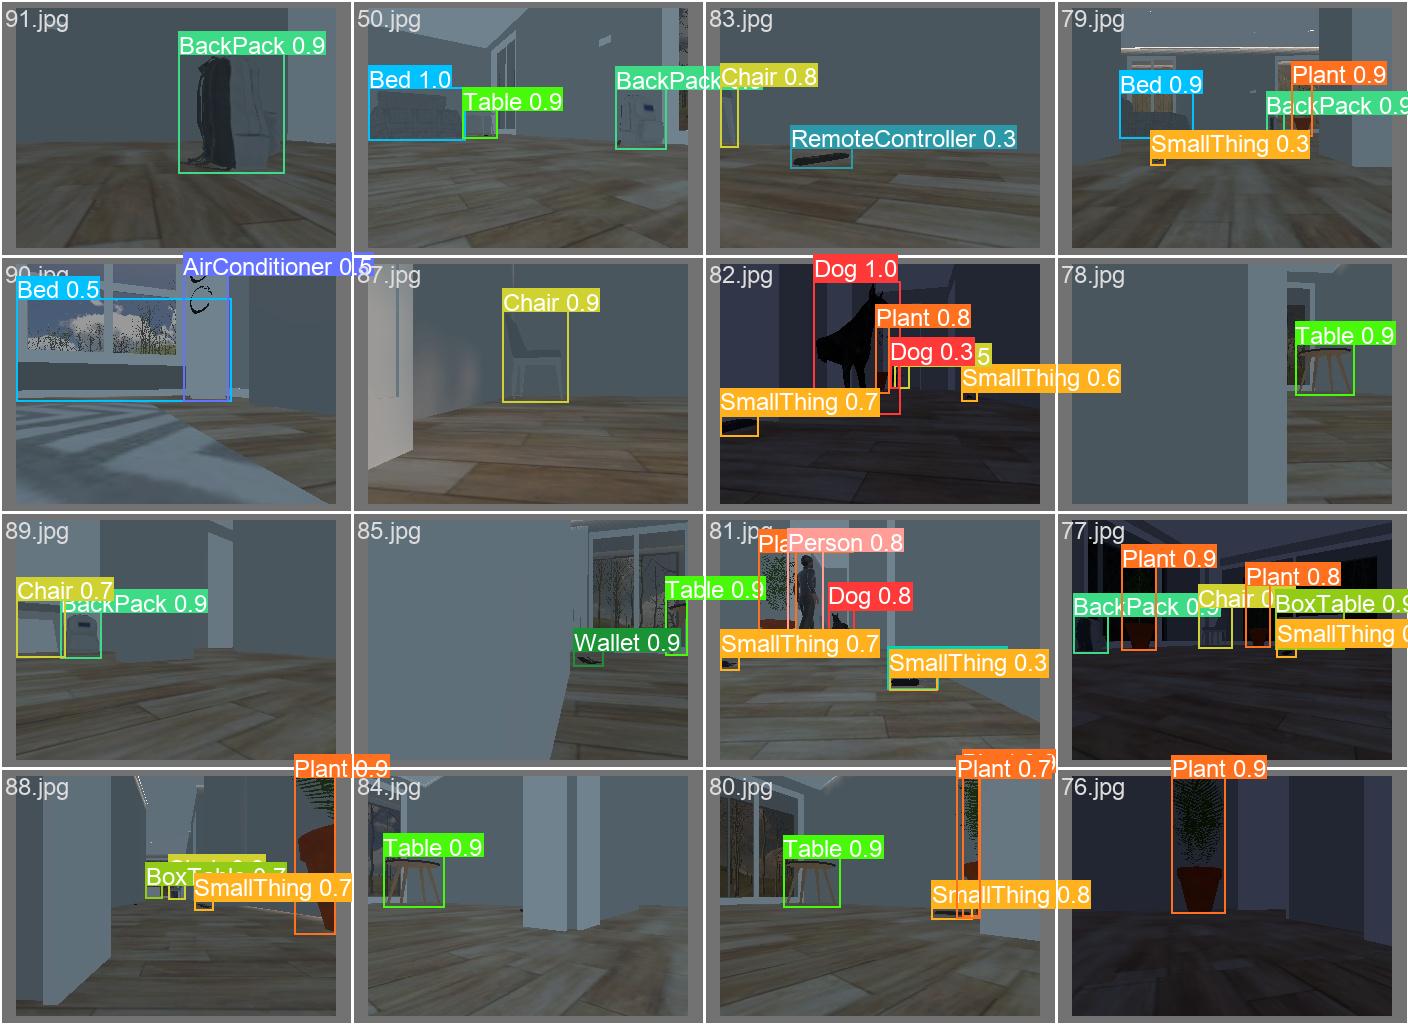 91.jpg
BackPack 0.9
50.jpg
Bed 1.0
Table 0.9
BackPack
83.jpg
Chair 0.8
RemoteController 0.3
79.jpg
Bed 0.9
Plant 0.9
BackPack 0.9
SmallThing 0.3
90.jpg
AirConditioner 0.5
Bed 0.5
87.jpg
Chair 0.9
82.jpg
Dog 1.0
Plant 0.8
Dog 0.3
5
SmallThing 0.6
SmallThing 0.7
78.jpg
Table 0.9
89.jpg
Chair 0.7
BackPack 0.9
85.jpg
Table 0.9
Wallet 0.9
81.jpg
Pla
Person 0.8
Dog 0.8
SmallThing 0.7
SmallThing 0.3
77.jpg
Plant 0.9
Plant 0.8
BackPack 0.9
Chair 0
BoxTable 0.9
SmallThing 0
88.jpg
Plant 0.9
BoxTable 0.7
SmallThing 0.7
84.jpg
Table 0.9
80.jpg
Plant 0.7
Table 0.9
SmallThing 0.8
76.jpg
Plant 0.9